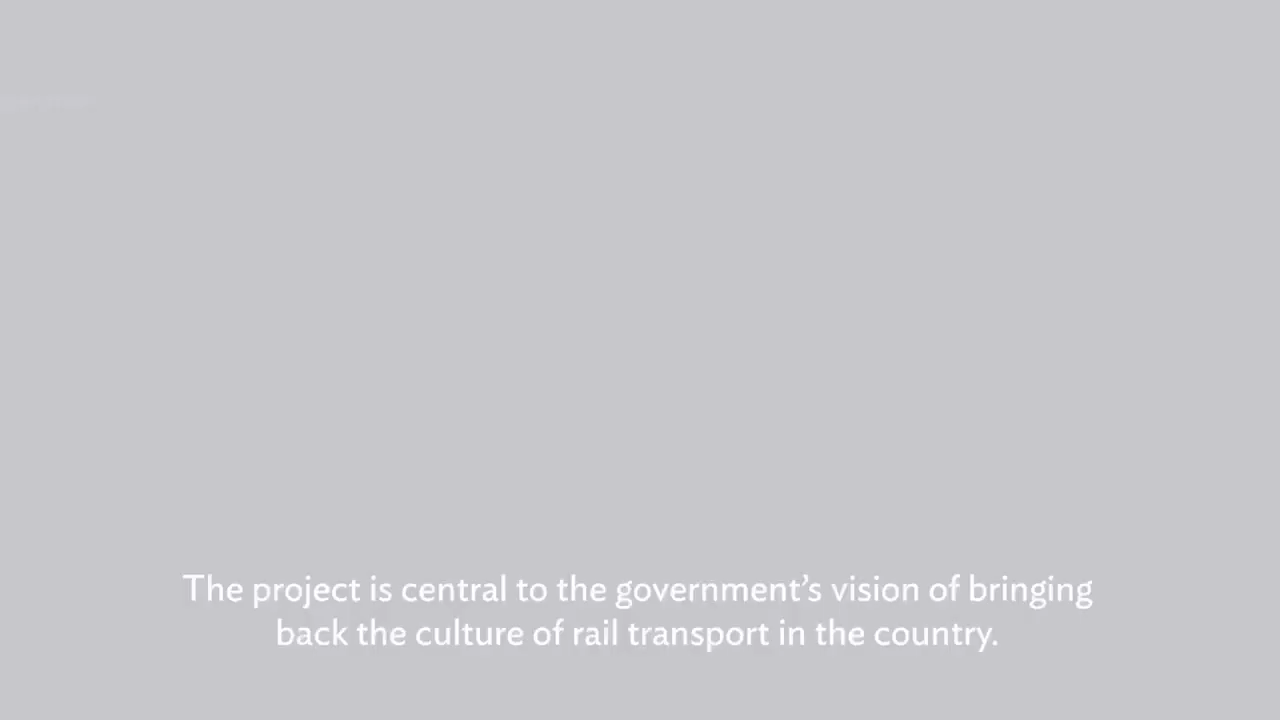 The project is central to the government’s vision of bringing
back the culture of rail transport in the country.